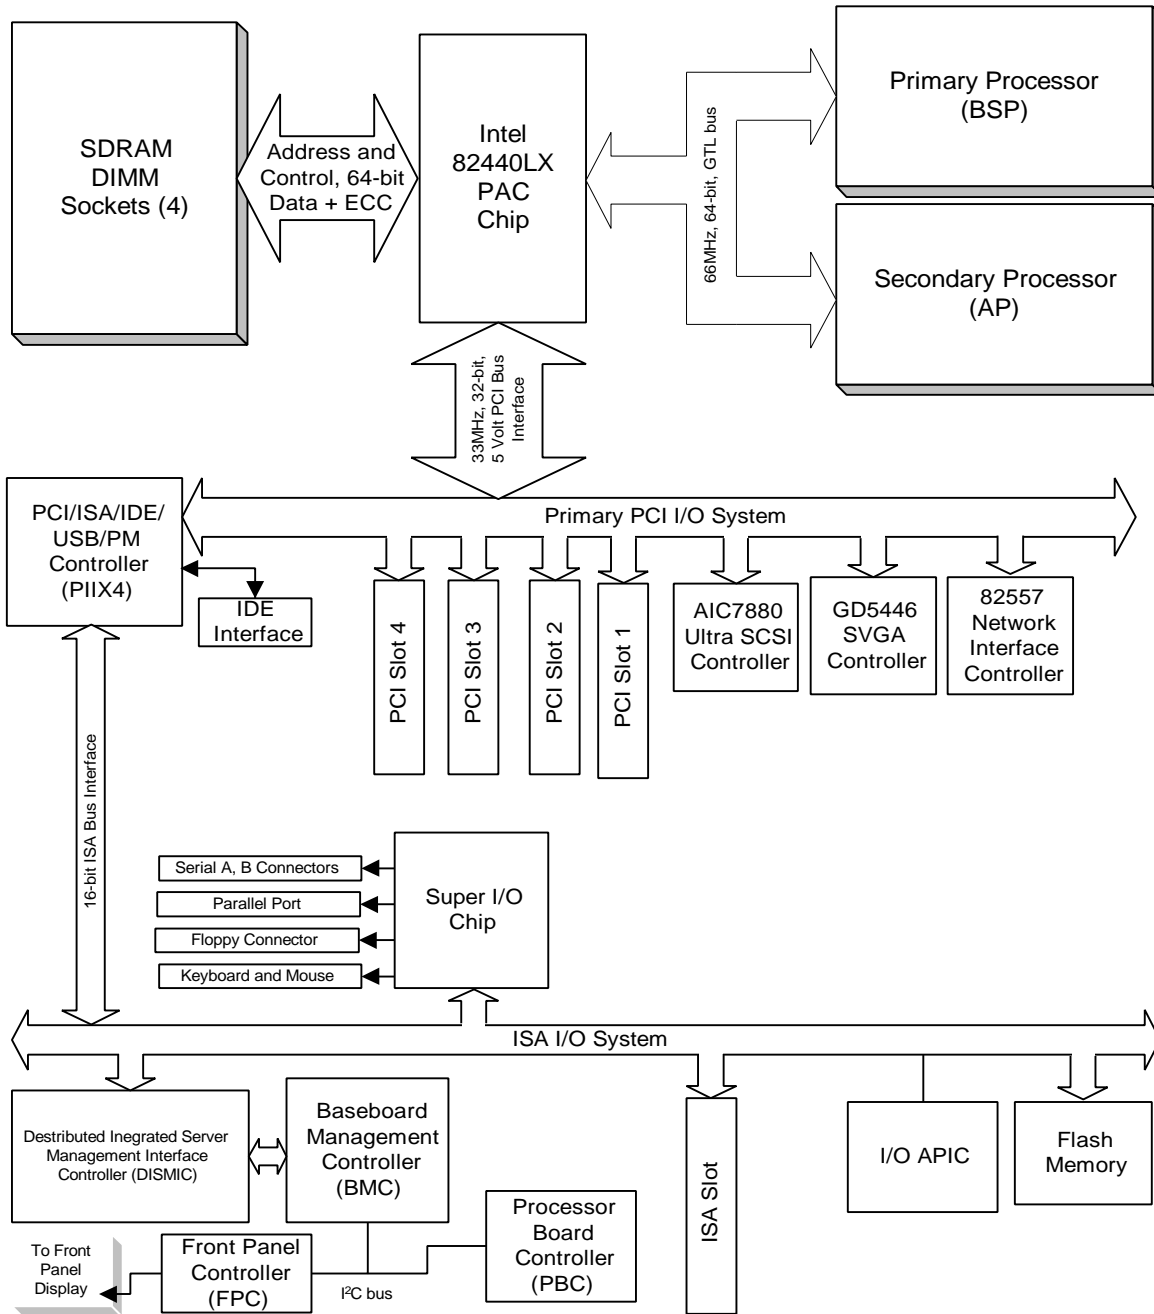 SDRAM
DIMM
Sockets (4)
Address and
Control, 64-bit
Data + ECC
Intel
82440LX
PAC
Chip
66MHz, 64-bit, GTL bus
Primary Processor
(BSP)
Secondary Processor
(AP)
33MHz, 32-bit,
5 Volt PCI Bus
Interface
PCI/ISA/IDE/
USB/PM
Controller
(PIIX4)
Primary PCI I/O System
IDE
Interface
PCI Slot 4
PCI Slot 3
PCI Slot 2
PCI Slot 1
AIC7880
Ultra SCSI
Controller
GD5446
SVGA
Controller
82557
Network
Interface
Controller
16-bit ISA Bus Interface
Serial A, B Connectors
Parallel Port
Floppy Connector
Keyboard and Mouse
Super I/O
Chip
ISA I/O System
Destributed Inegrated Server
Management Interface
Controller (DISMIC)
Baseboard
Management
Controller
(BMC)
ISA Slot
I/O APIC
Flash
Memory
To Front
Panel
Display
Front Panel
Controller
(FPC)
I²C bus
Processor
Board
Controller
(PBC)